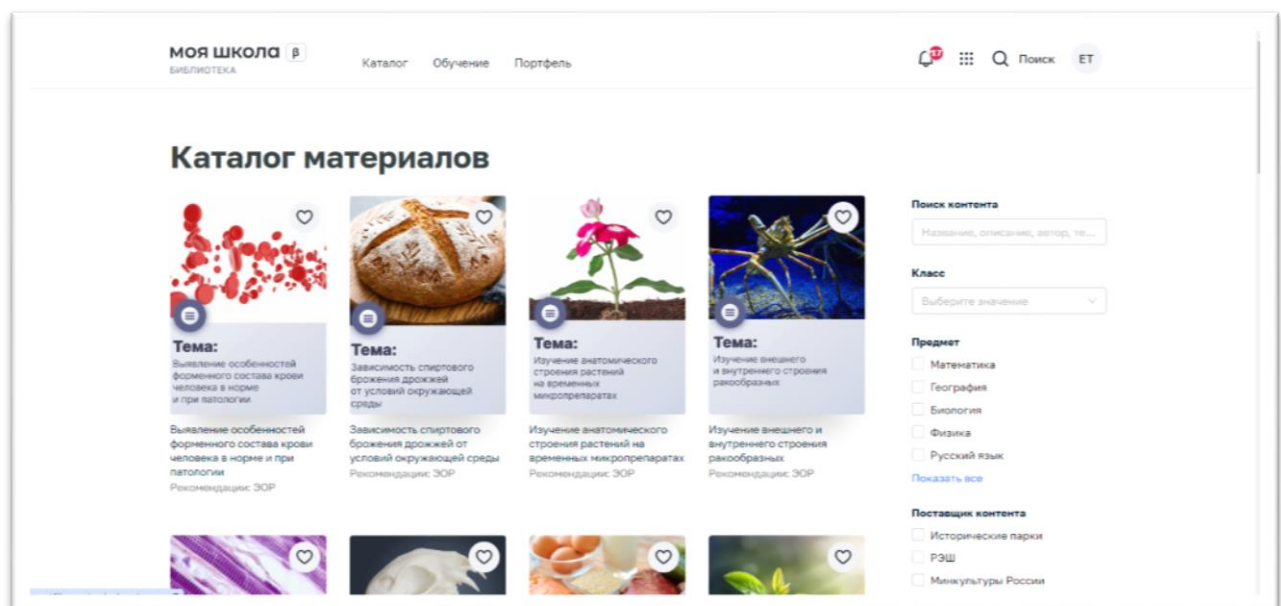 моя школа β
БИБЛИОТЕКА
Каталог Обучение Портфель
Поиск ЕТ
Каталог материалов
Тема:
Выявление особенностей
форменного состава крови
человека в норме
и при патологии
Выявление особенностей
форменного состава крови
человека в норме и при
патологии
Рекомендации: ЭОР
Тема:
Зависимость спиртового
брожения дрожжей
от условий окружающей
среды
Зависимость спиртового
брожения дрожжей от
условий окружающей среды
Рекомендации: ЭОР
Тема:
Изучение анатомического
строения растений
на временных
микропрепаратах
Изучение анатомического
строения растений на
временных микропрепаратах
Рекомендации: ЭОР
Тема:
Изучение внешнего
и внутреннего строения
ракообразных
Изучение внешнего и
внутреннего строения
ракообразных
Рекомендации: ЭОР
Поиск контента
Название, описание, автор, те...
Класс
Выберите значение
Предмет
Математика
География
Биология
Физика
Русский язык
Показать все
Поставщик контента
Исторические парки
РЭШ
Минкультуры России